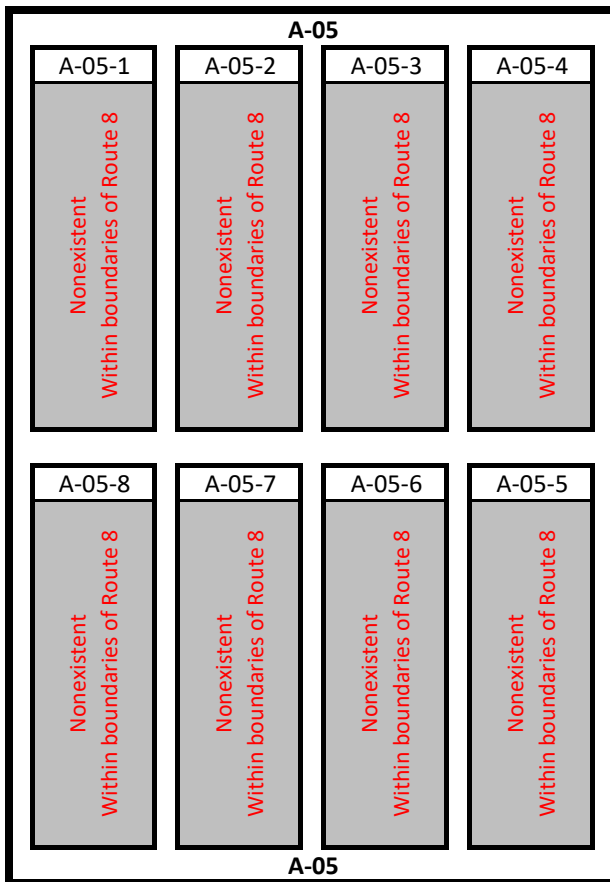 A-05
A-05-1
Nonexistent
Within boundaries of Route 8
A-05-2
Nonexistent
Within boundaries of Route 8
A-05-3
Nonexistent
Within boundaries of Route 8
A-05-4
Nonexistent
Within boundaries of Route 8
A-05-8
Nonexistent
Within boundaries of Route 8
A-05-7
Nonexistent
Within boundaries of Route 8
A-05-6
Nonexistent
Within boundaries of Route 8
A-05-5
Nonexistent
Within boundaries of Route 8
A-05